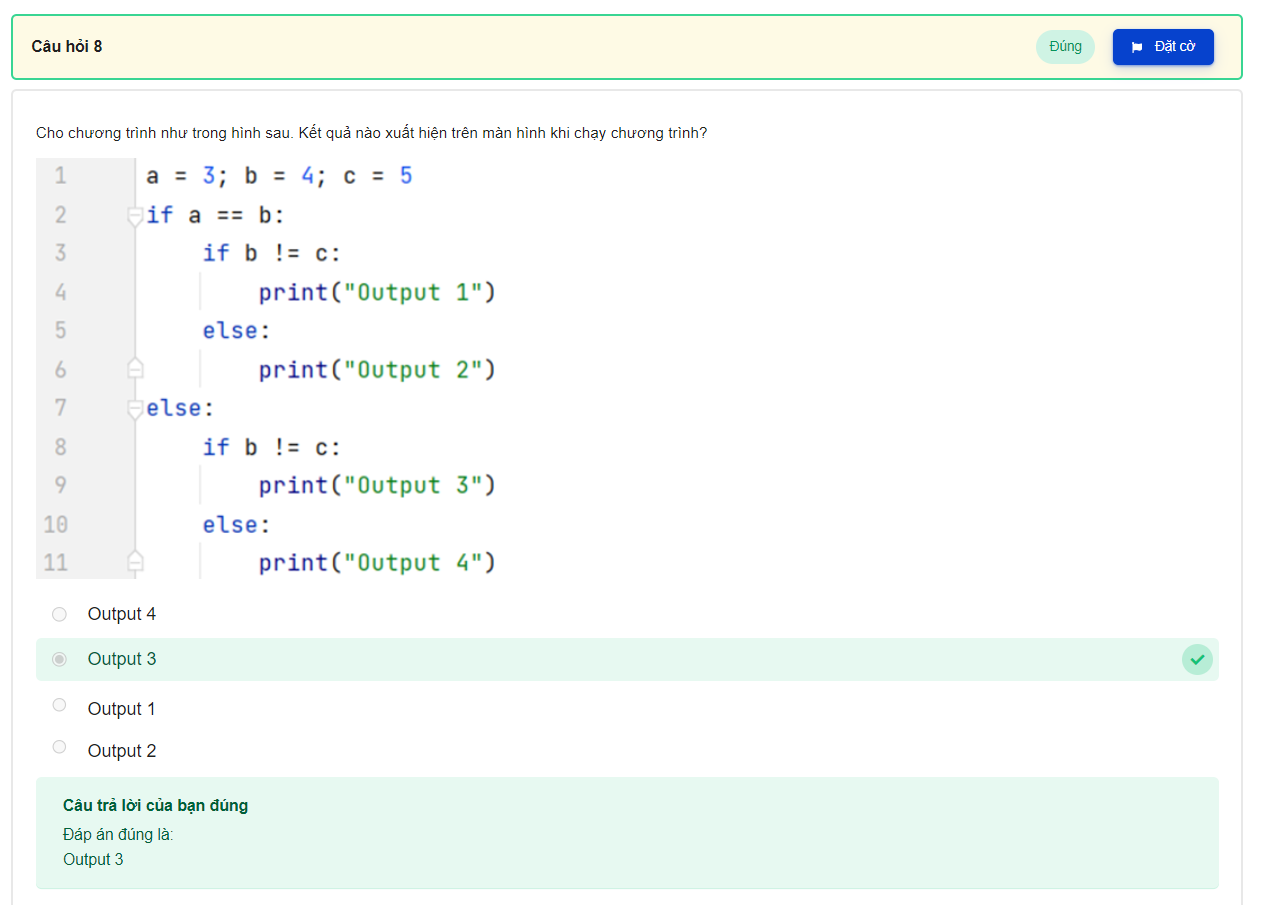 Câu hỏi 8
Đúng
Đặt cờ
Cho chương trình như trong hình sau. Kết quả nào xuất hiện trên màn hình khi chạy chương trình?
1 a = 3; b = 4; c = 5
2 if a == b:
3     if b != c:
4         print("Output 1")
5     else:
6         print("Output 2")
7 else:
8     if b != c:
9         print("Output 3")
10     else:
11         print("Output 4")
Output 4
Output 3
Output 1
Output 2
Câu trả lời của bạn đúng
Đáp án đúng là:
Output 3